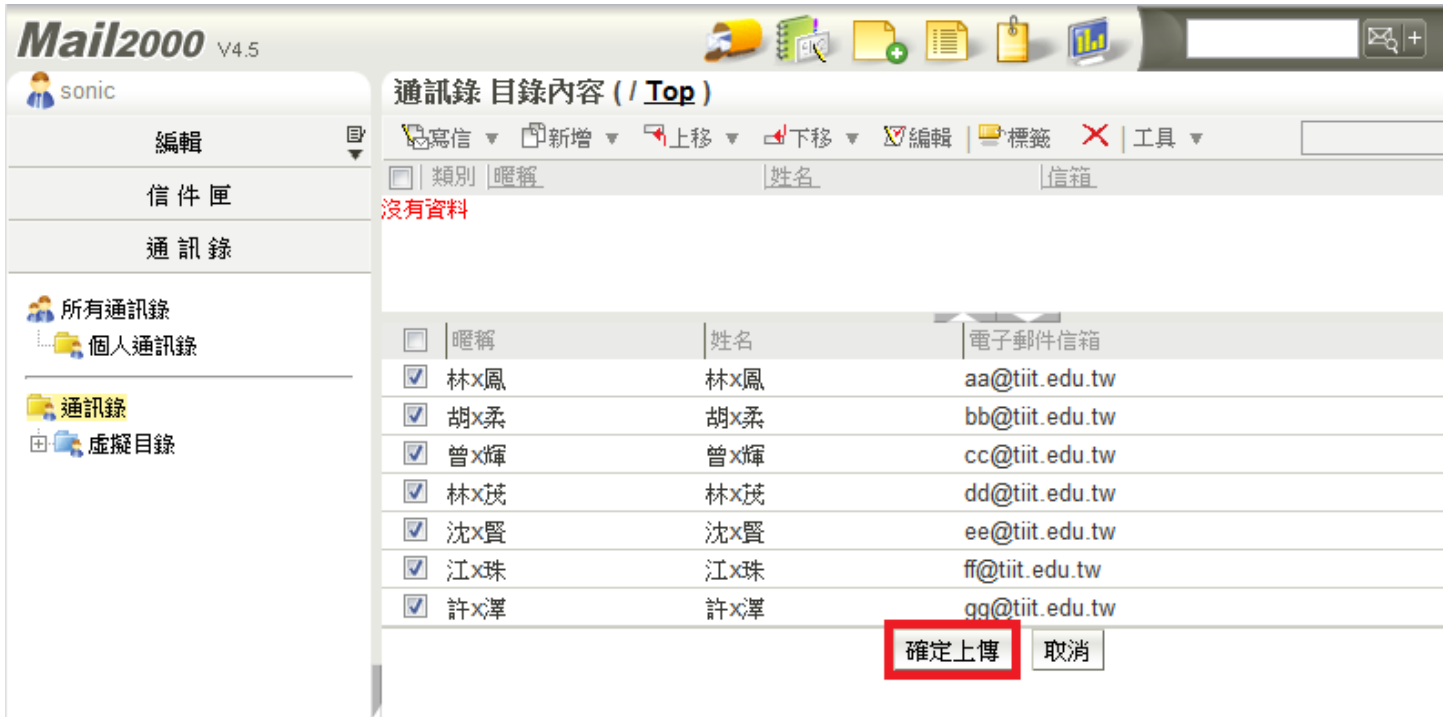 Mail2000 V4.5
sonic
編輯
信件匣
通訊錄
所有通訊錄
個人通訊錄
通訊錄
虛擬目錄
通訊錄 目錄內容 ( / Top )
寫信 新增 上移 下移 編輯 | 標籤 | 工具
類別 暱稱 姓名 信箱
沒有資料
暱稱 姓名 電子郵件信箱
林x鳳 林x鳳 aa@tiit.edu.tw
胡x柔 胡x柔 bb@tiit.edu.tw
曾x輝 曾x輝 cc@tiit.edu.tw
林x茂 林x茂 dd@tiit.edu.tw
沈x賢 沈x賢 ee@tiit.edu.tw
江x珠 江x珠 ff@tiit.edu.tw
許x澤 許x澤 gg@tiit.edu.tw
確定上傳 取消